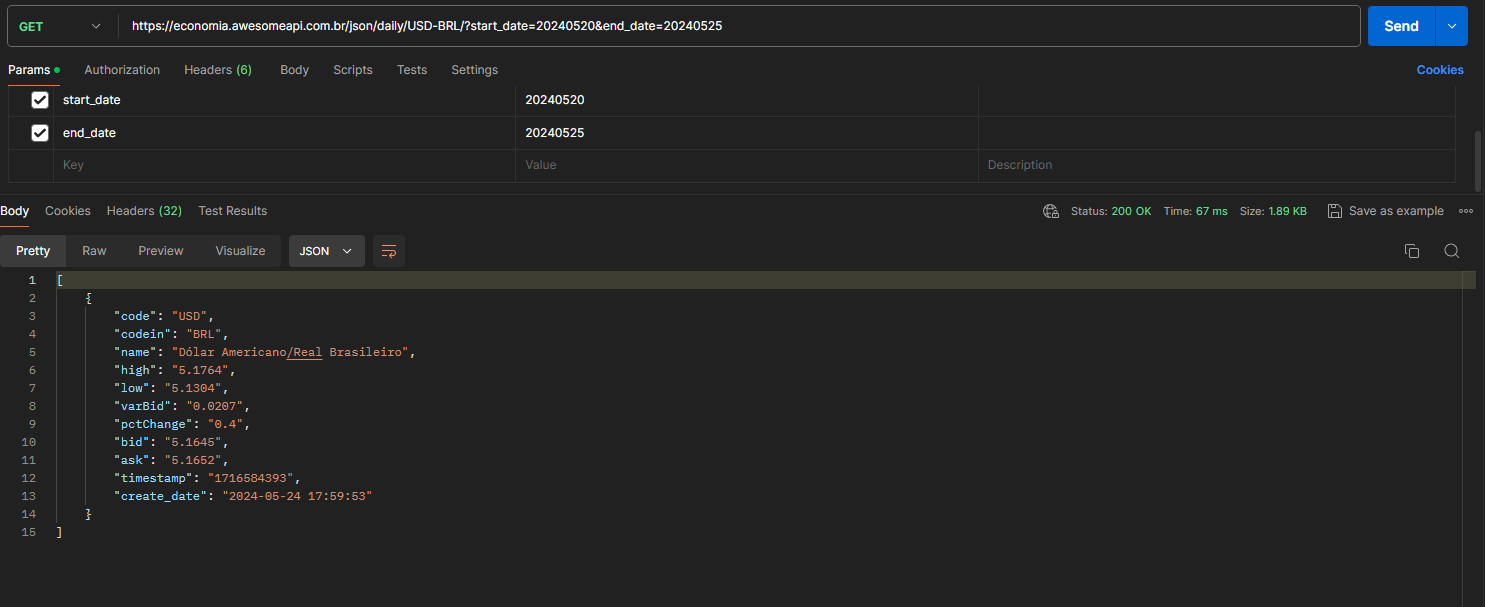 GET https://economia.awesomeapi.com.br/json/daily/USD-BRL/?start_date=20240520&end_date=20240525 Send
Params Authorization Headers (6) Body Scripts Tests Settings Cookies
start_date 20240520
end_date 20240525
Key Value Description
Body Cookies Headers (32) Test Results Status: 200 OK Time: 67 ms Size: 1.89 KB Save as example
Pretty Raw Preview Visualize JSON
1 [
2 {
3 "code": "USD",
4 "codein": "BRL",
5 "name": "Dólar Americano/Real Brasileiro",
6 "high": "5.1764",
7 "low": "5.1304",
8 "varBid": "0.0207",
9 "pctChange": "0.4",
10 "bid": "5.1645",
11 "ask": "5.1652",
12 "timestamp": "1716584393",
13 "create_date": "2024-05-24 17:59:53"
14 }
15 ]